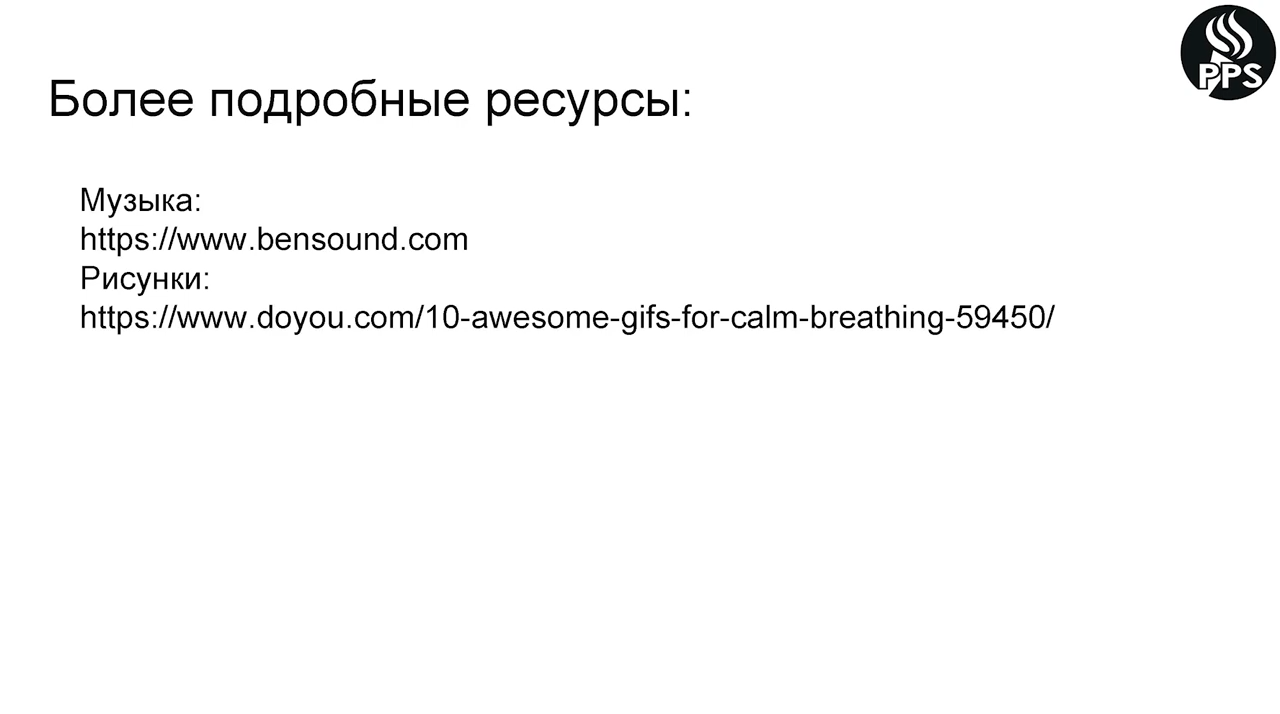 PPS
Более подробные ресурсы:
Музыка:
https://www.bensound.com
Рисунки:
https://www.doyou.com/10-awesome-gifs-for-calm-breathing-59450/